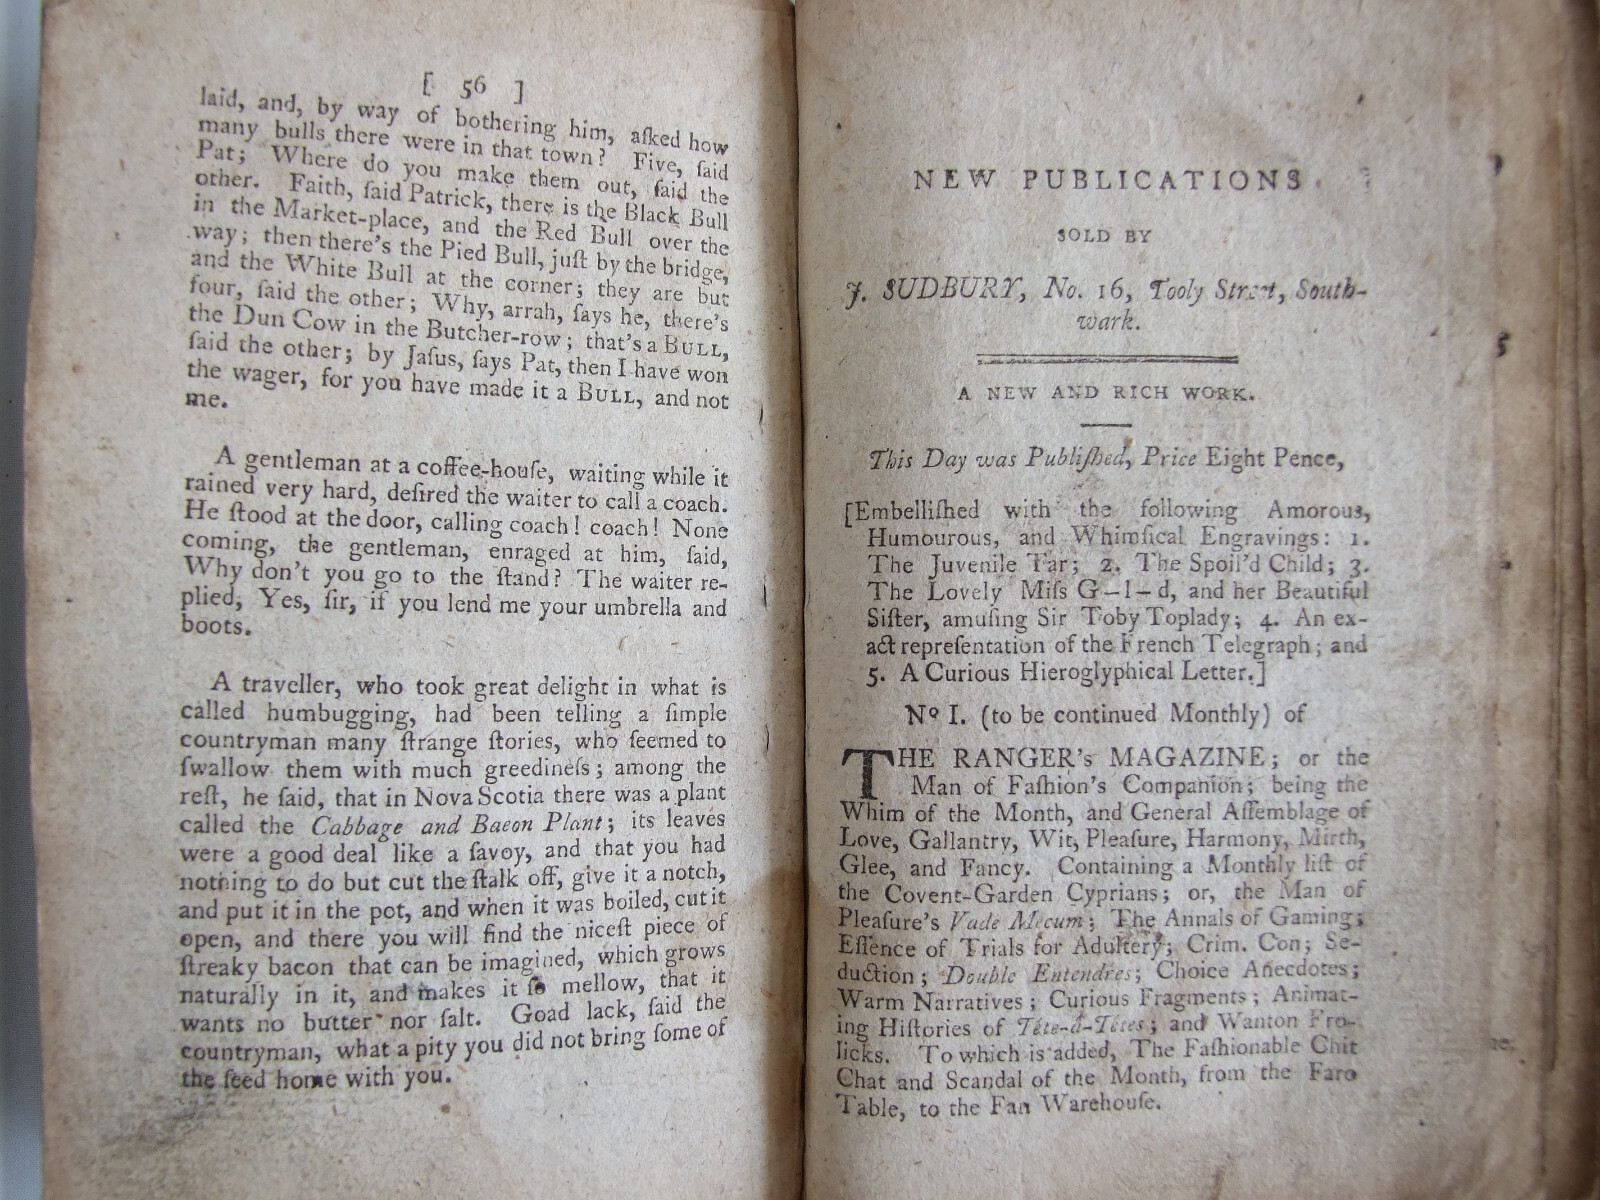 [ 56 ]
laid, and, by way of bothering him, aſked how
many bulls there were in that town? Five, ſaid
Pat; Where do you make them out, ſaid the
other. Faith, ſaid Patrick, there is the Black Bull
in the Market-place, and the Red Bull over the
way; then there's the Pied Bull, juſt by the bridge,
and the White Bull at the corner; they are but
four, ſaid the other; Why, arrah, ſays he, there's
the Dun Cow in the Butcher-row; that's a BULL,
ſaid the other; by Jaſus, ſays Pat, then I have won
the wager, for you have made it a BULL, and not
me.
A gentleman at a coffee-houſe, waiting while it
rained very hard, deſired the waiter to call a coach.
He ſtood at the door, calling coach! coach! None
coming, the gentleman, enraged at him, ſaid,
Why don't you go to the ſtand? The waiter re-
plied, Yes, ſir, if you lend me your umbrella and
boots.
A traveller, who took great delight in what is
called humbugging, had been telling a ſimple
countryman many ſtrange ſtories, who ſeemed to
ſwallow them with much greedineſs; among the
reſt, he ſaid, that in Nova Scotia there was a plant
called the Cabbage and Bacon Plant; its leaves
were a good deal like a ſavoy, and that you had
nothing to do but cut the ſtalk off, give it a notch,
and put it in the pot, and when it was boiled, cut it
open, and there you will find the niceſt piece of
ſtreaky bacon that can be imagined, which grows
naturally in it, and makes it ſo mellow, that it
wants no butter nor ſalt. Goad lack, ſaid the
countryman, what a pity you did not bring ſome of
the ſeed home with you.
NEW PUBLICATIONS
SOLD BY
J. SUDBURY, No. 16, Tooly Street, South-
wark.
A NEW AND RICH WORK.
This Day was Publiſhed, Price Eight Pence,
[Embelliſhed with the following Amorous,
Humourous, and Whimſical Engravings: 1.
The Juvenile Tar; 2. The Spoil'd Child; 3.
The Lovely Miſs G—l—d, and her Beautiful
Siſter, amuſing Sir Toby Toplady; 4. An ex-
act repreſentation of the French Telegraph; and
5. A Curious Hieroglyphical Letter.]
Nº I. (to be continued Monthly) of
THE RANGER's MAGAZINE; or the
Man of Faſhion's Companion; being the
Whim of the Month, and General Aſſemblage of
Love, Gallantry, Wit, Pleaſure, Harmony, Mirth,
Glee, and Fancy. Containing a Monthly liſt of
the Covent-Garden Cyprians; or, the Man of
Pleaſure's Vade Mecum; The Annals of Gaming;
Eſſence of Trials for Adultery; Crim. Con; Se-
duction; Double Entendres; Choice Anecdotes;
Warm Narratives; Curious Fragments; Animat-
ing Hiſtories of Tête-à-Têtes; and Wanton Fro-
licks. To which is added, The Faſhionable Chit
Chat and Scandal of the Month, from the Faro
Table, to the Fan Warehouſe.